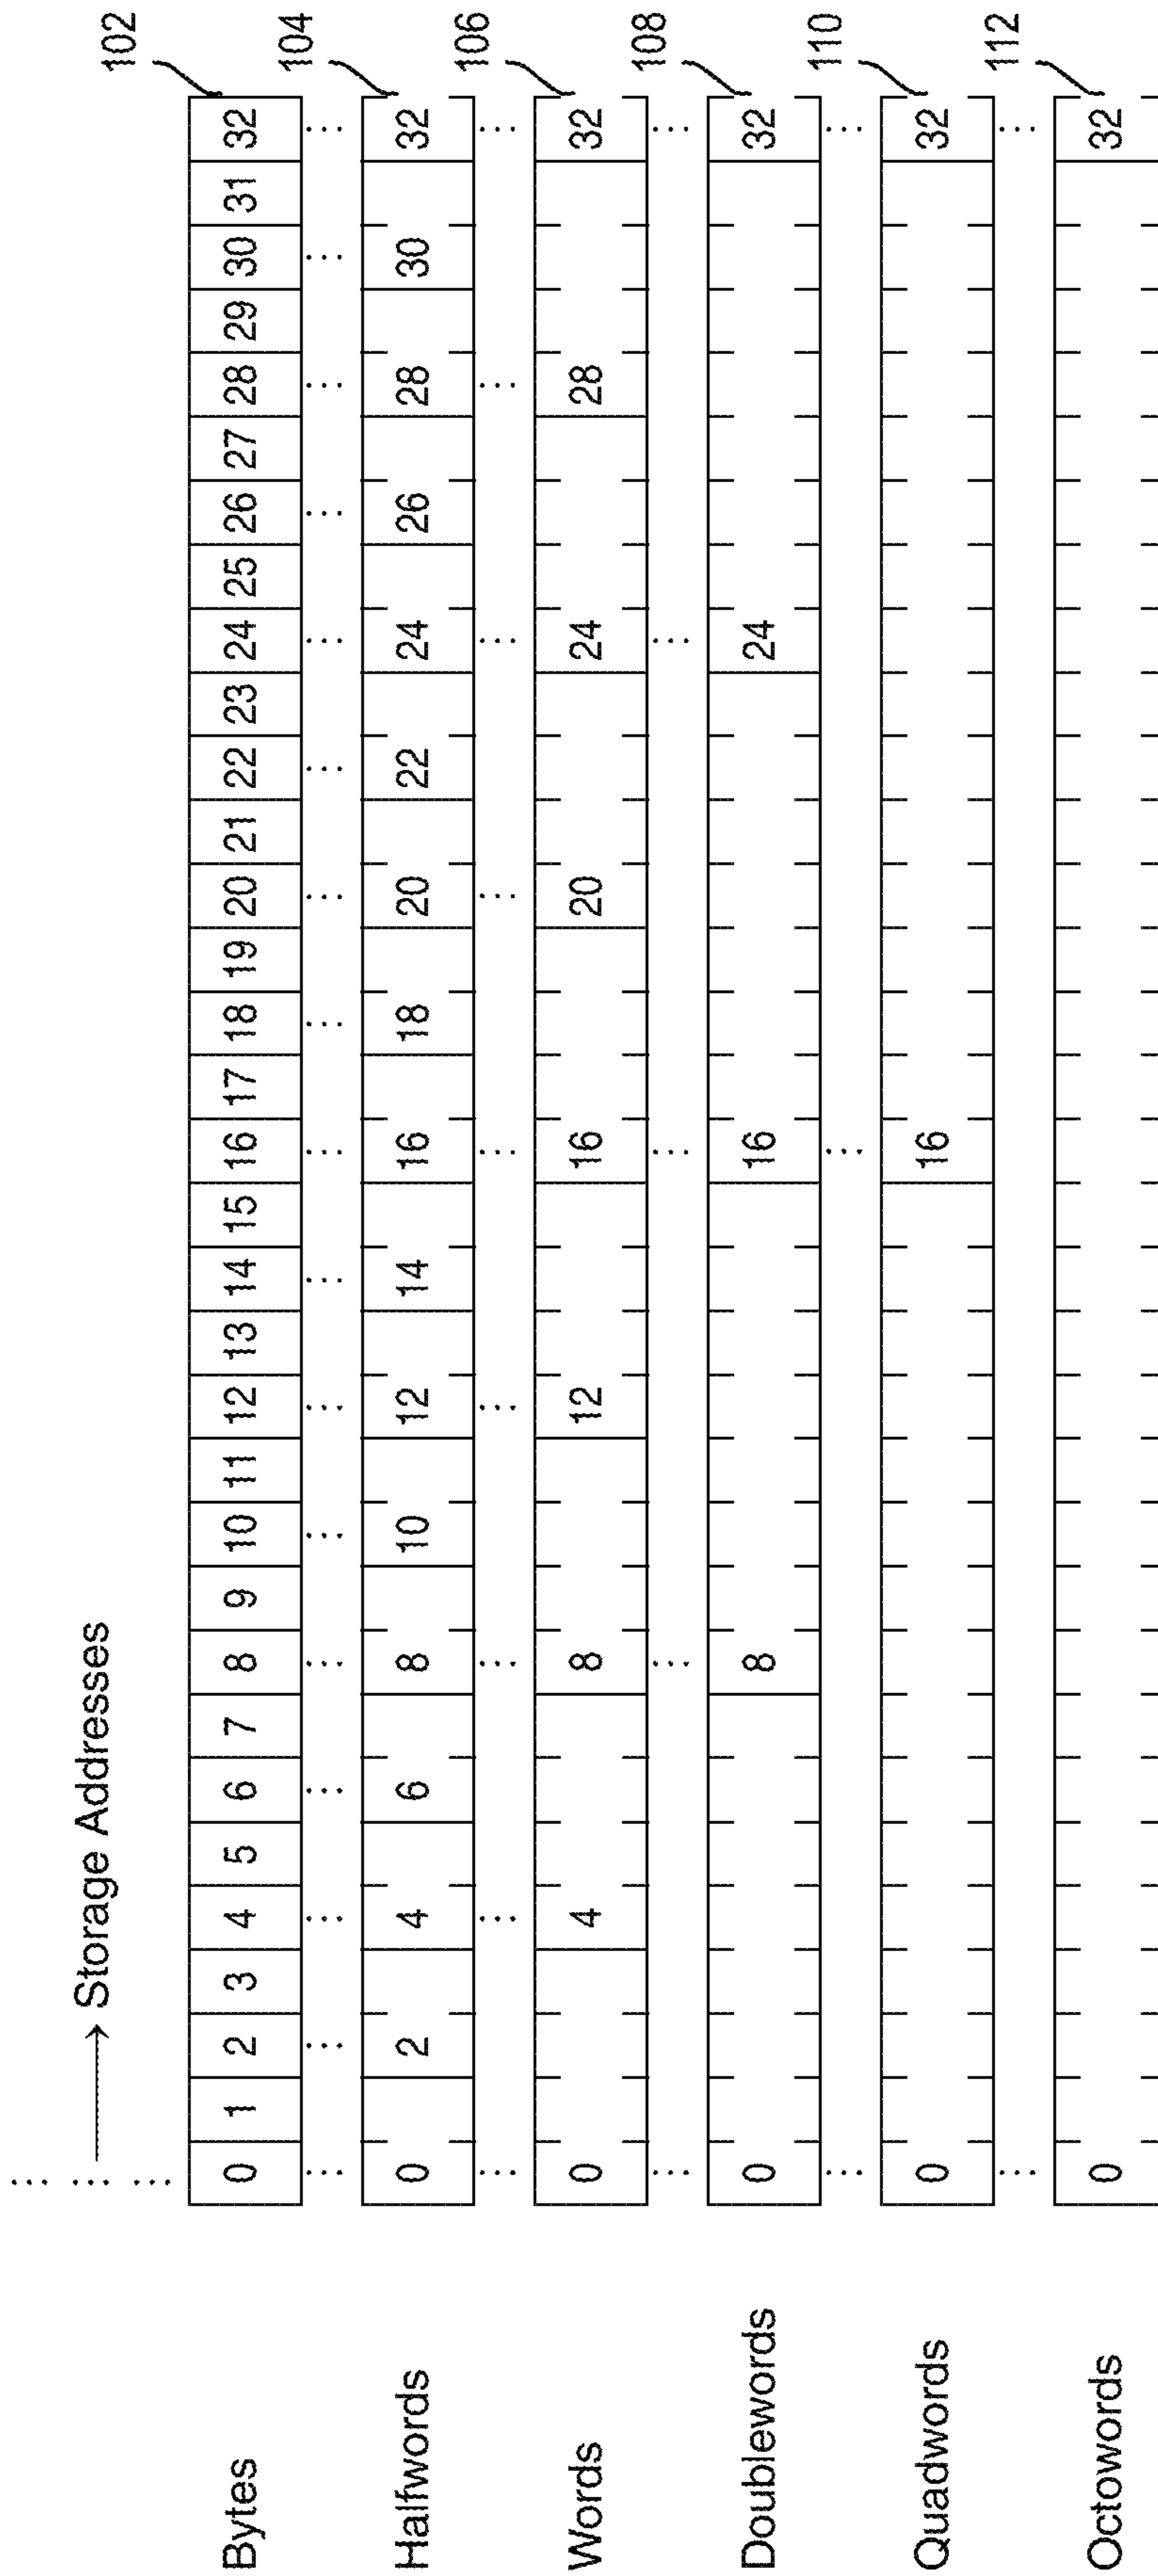 Storage Addresses
102
Bytes 0 1 2 3 4 5 6 7 8 9 10 11 12 13 14 15 16 17 18 19 20 21 22 23 24 25 26 27 28 29 30 31 32
104
Halfwords 0 2 4 6 8 10 12 14 16 18 20 22 24 26 28 30 32
106
Words 0 4 8 12 16 20 24 28 32
108
Doublewords 0 8 16 24 32
110
Quadwords 0 16 32
112
Octowords 0 32